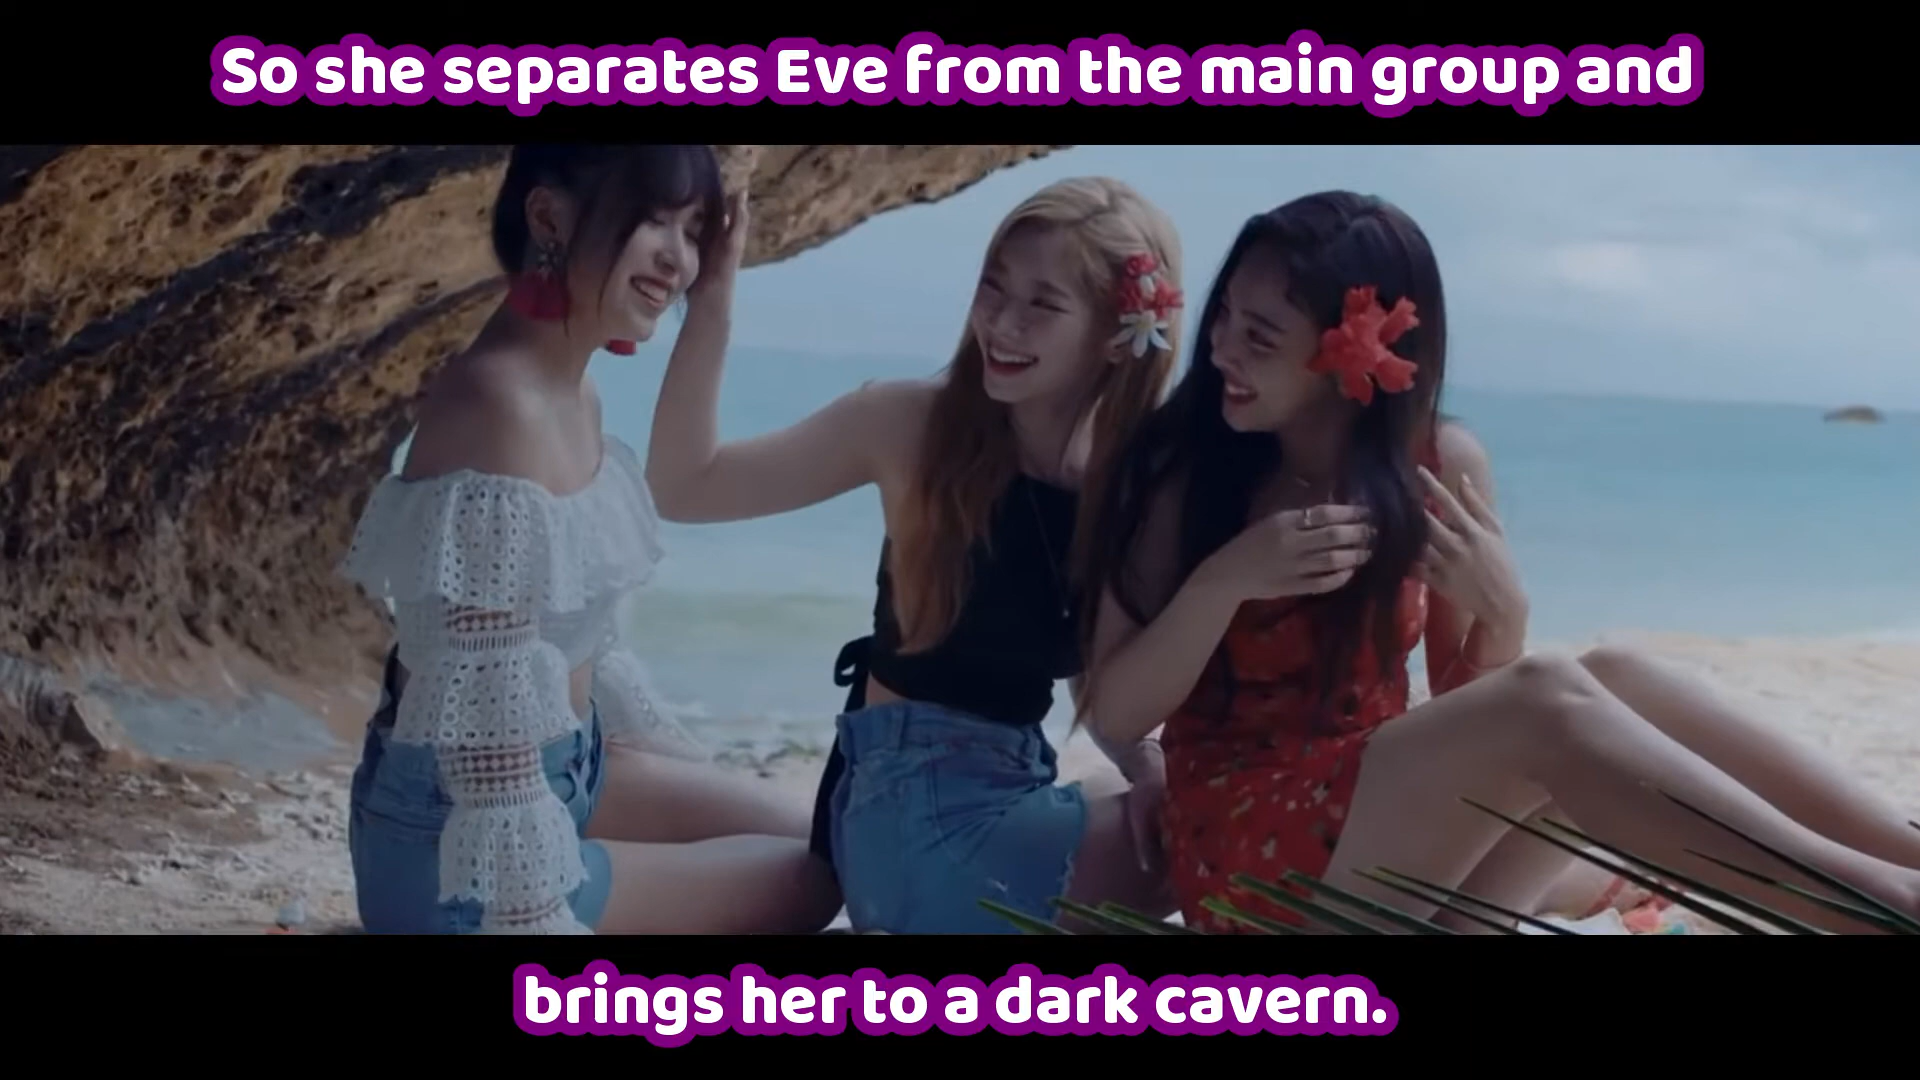 So she separates Eve from the main group and
brings her to a dark cavern.